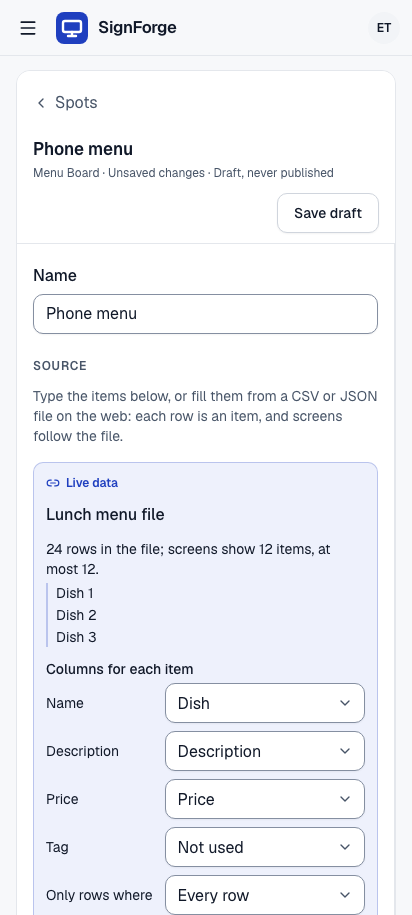 SignForge
ET
Spots
Phone menu
Menu Board · Unsaved changes · Draft, never published
Save draft
Name
Phone menu
SOURCE
Type the items below, or fill them from a CSV or JSON
file on the web: each row is an item, and screens
follow the file.
Live data
Lunch menu file
24 rows in the file; screens show 12 items, at
most 12.
Dish 1
Dish 2
Dish 3
Columns for each item
Name
Dish
Description
Description
Price
Price
Tag
Not used
Only rows where
Every row